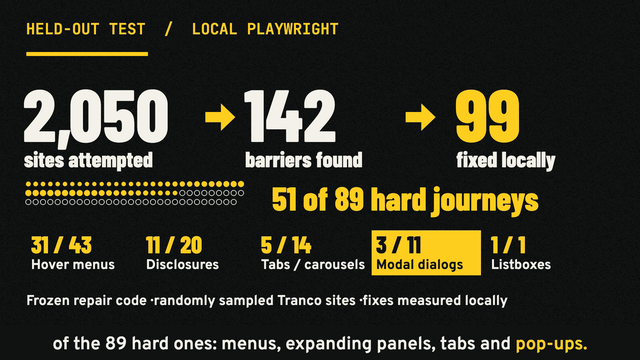 HELD-OUT TEST / LOCAL PLAYWRIGHT
2,050 → 142 → 99
sites attempted barriers found fixed locally
51 of 89 hard journeys
31 / 43 11 / 20 5 / 14 3 / 11 1 / 1
Hover menus Disclosures Tabs / carousels Modal dialogs Listboxes
Frozen repair code ·randomly sampled Tranco sites ·fixes measured locally
of the 89 hard ones: menus, expanding panels, tabs and pop-ups.